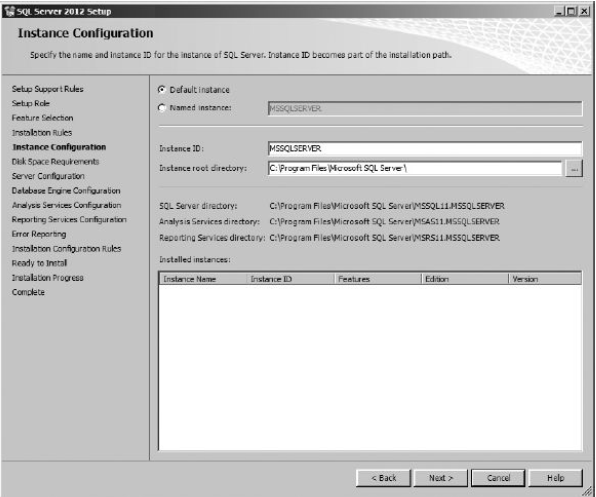 SQL Server 2012 Setup
Instance Configuration
Specify the name and instance ID for the instance of SQL Server. Instance ID becomes part of the installation path.
Setup Support Rules
Setup Role
Feature Selection
Installation Rules
Instance Configuration
Disk Space Requirements
Server Configuration
Database Engine Configuration
Analysis Services Configuration
Reporting Services Configuration
Error Reporting
Installation Configuration Rules
Ready to Install
Installation Progress
Complete
Default instance
Named instance: MSSQLSERVER
Instance ID: MSSQLSERVER
Instance root directory: C:\Program Files\Microsoft SQL Server\ ...
SQL Server directory: C:\Program Files\Microsoft SQL Server\MSSQL11.MSSQLSERVER
Analysis Services directory: C:\Program Files\Microsoft SQL Server\MSAS11.MSSQLSERVER
Reporting Services directory: C:\Program Files\Microsoft SQL Server\MSRS11.MSSQLSERVER
Installed instances:
Instance Name Instance ID Features Edition Version
< Back Next > Cancel Help